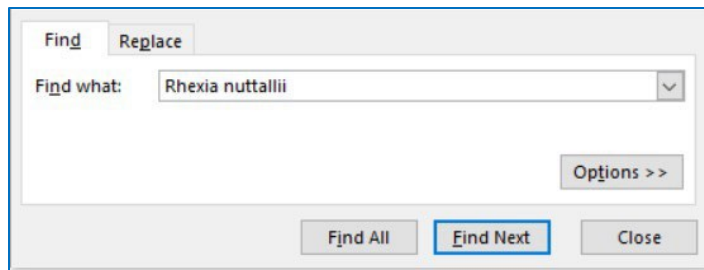 Find Replace
Find what: Rhexia nuttallii
Options >>
Find All Find Next Close